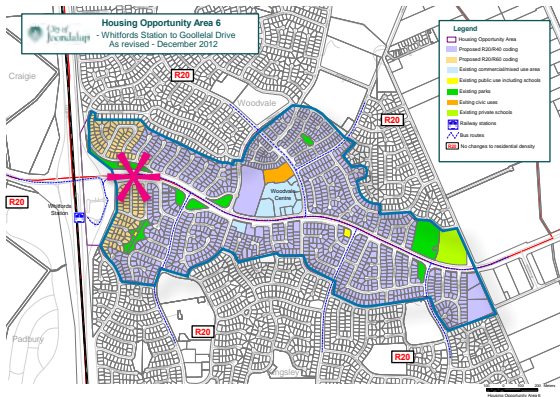 City of
Joondalup
Housing Opportunity Area 6
- Whitfords Station to Goollelal Drive
As revised - December 2012
Legend
Housing Opportunity Area
Proposed R20/R40 coding
Proposed R20/R60 coding
Existing commercial/mixed use area
Existing public use including schools
Existing parks
Exiting civic uses
Existing private schools
Railway stations
Bus routes
R20 No changes to residential density
Craigie
R20
Woodvale
R20
R20
Whitfords
Station
Woodvale
Centre
Padbury
R20
Kingsley
R20
Housing Opportunity Area 6